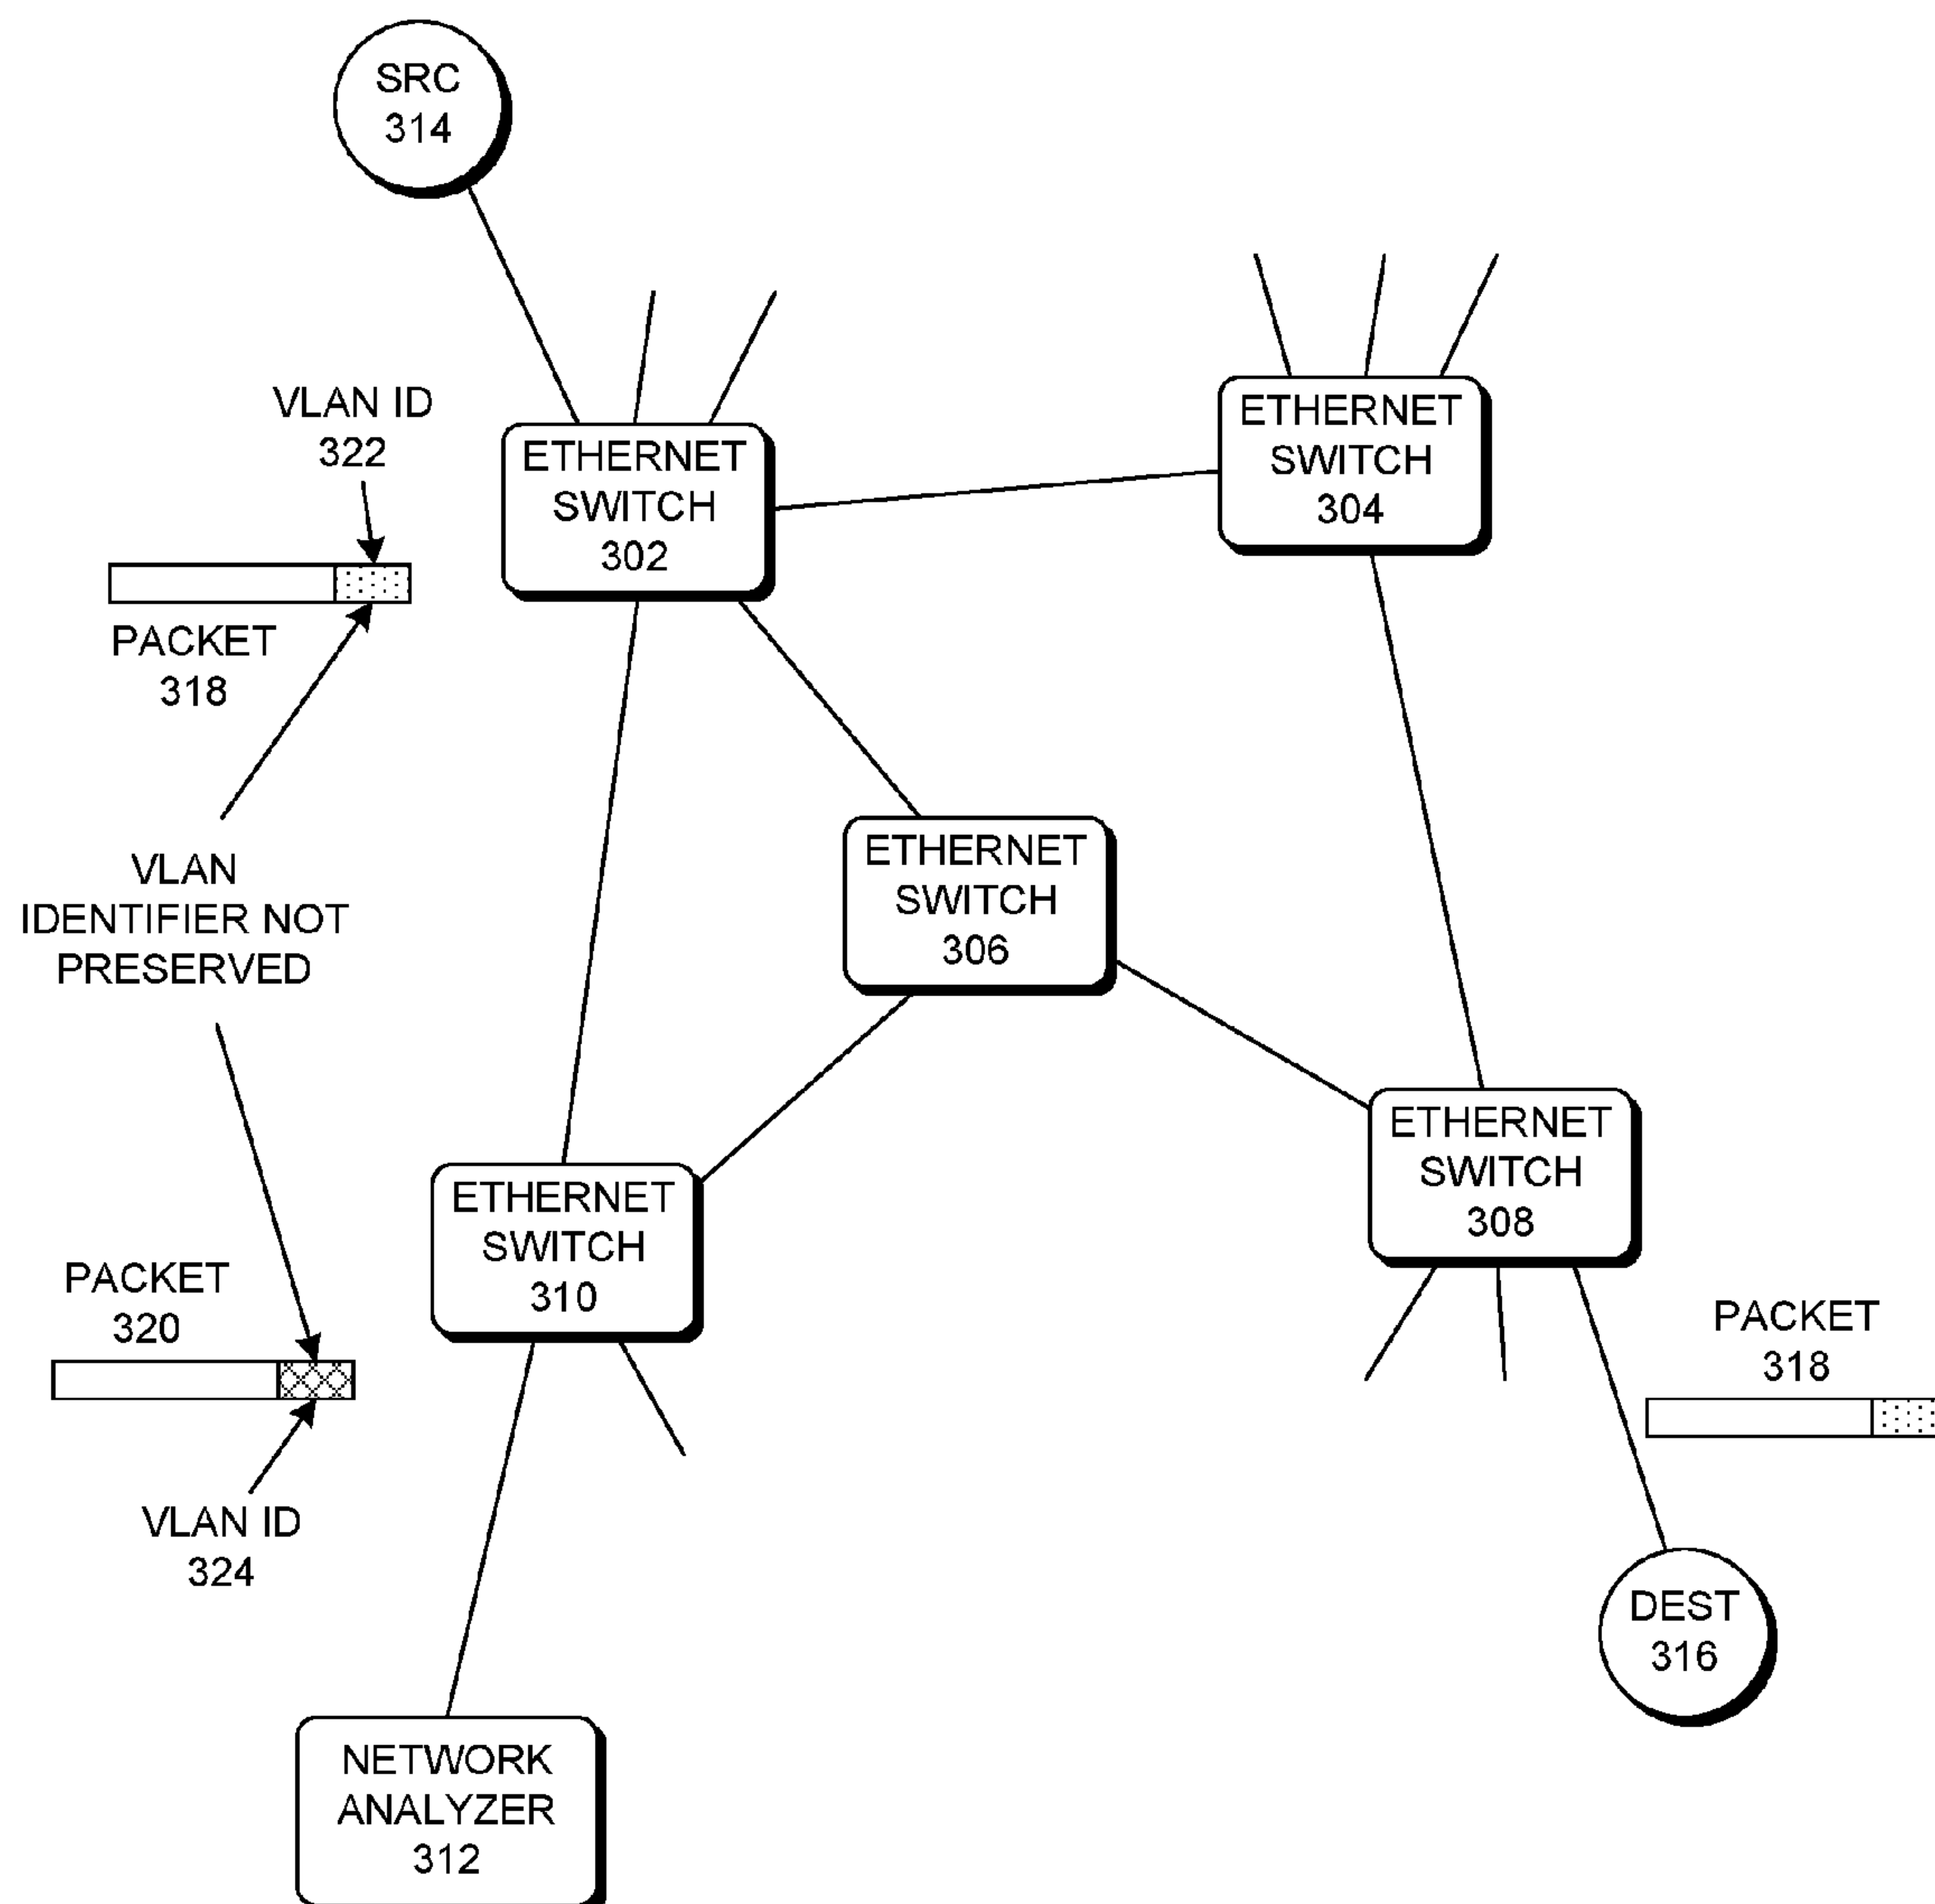 SRC
314
VLAN ID
322
ETHERNET
SWITCH
302
ETHERNET
SWITCH
304
PACKET
318
VLAN
IDENTIFIER NOT
PRESERVED
ETHERNET
SWITCH
306
ETHERNET
SWITCH
308
ETHERNET
SWITCH
310
PACKET
320
PACKET
318
VLAN ID
324
DEST
316
NETWORK
ANALYZER
312